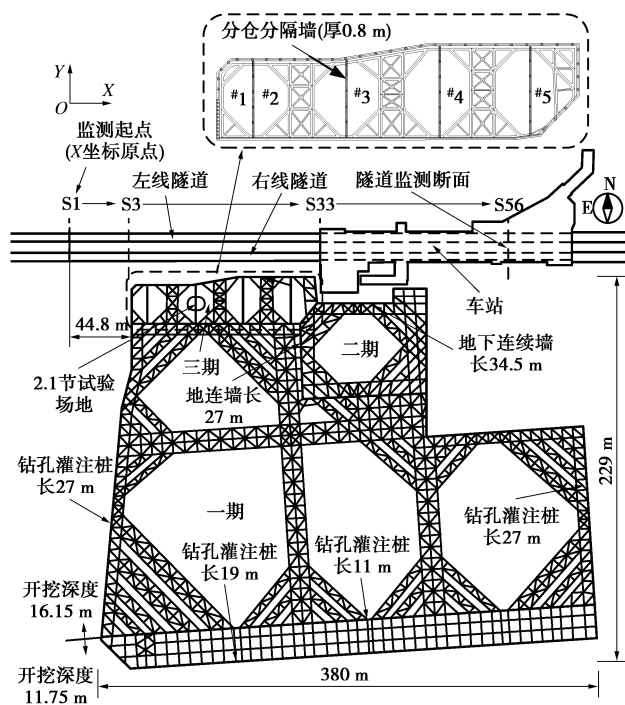 分仓分隔墙(厚0.8 m)
#1
#2
#3
#4
#5
Y
X
O
监测起点
(X坐标原点)
左线隧道
右线隧道
隧道监测断面
S1
S3
S33
S56
N
E
车站
44.8 m
2.1节试验
场地
三期
地连墙长
27 m
二期
地下连续墙
长34.5 m
229 m
钻孔灌注桩
长27 m
一期
钻孔灌注桩
长19 m
钻孔灌注桩
长11 m
钻孔灌注桩
长27 m
开挖深度
16.15 m
开挖深度
11.75 m
380 m